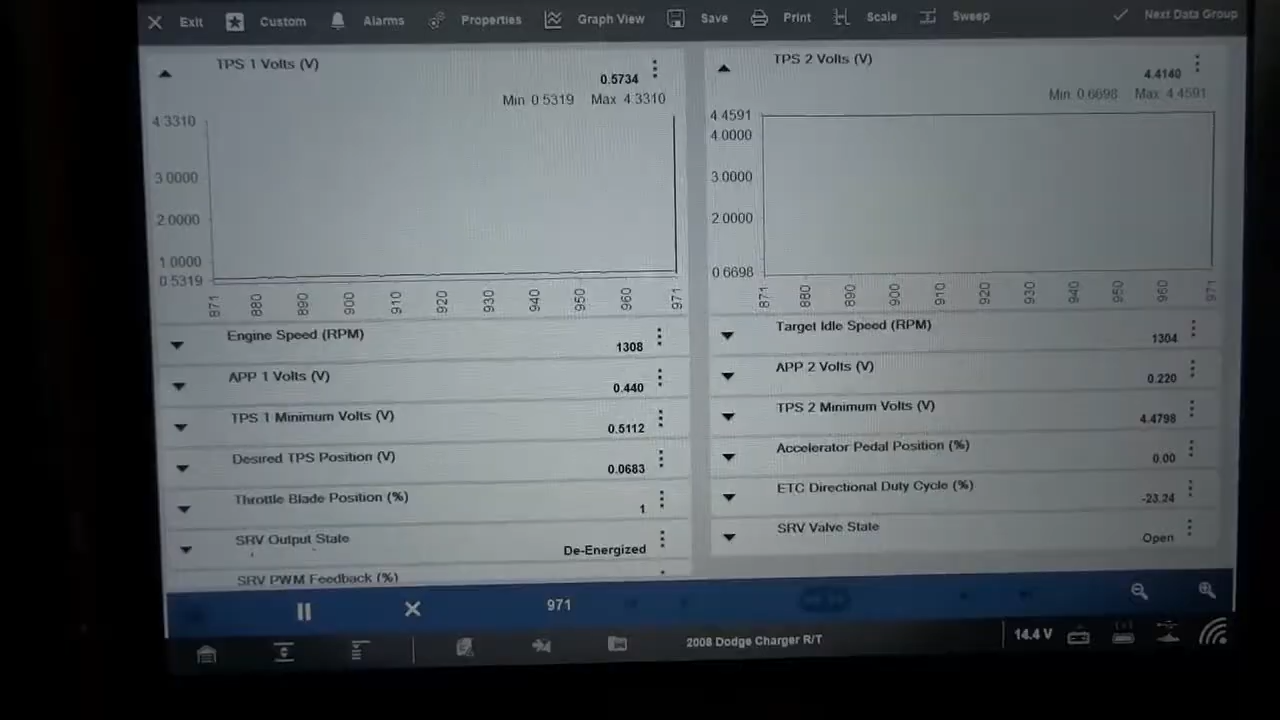 Exit Custom Alarms Properties Graph View Save Print Scale Sweep Next Data Group
TPS 1 Volts (V)
0.5734
Min 0.5319 Max 4.3310
4.3310
3.0000
2.0000
1.0000
0.5319
871 880 890 900 910 920 930 940 950 960 971
TPS 2 Volts (V)
4.4140
Min: 0.6698 Max: 4.4591
4.4591
4.0000
3.0000
2.0000
0.6698
871 880 890 900 910 920 930 940 950 960 971
Engine Speed (RPM) 1308
Target Idle Speed (RPM) 1304
APP 1 Volts (V) 0.440
APP 2 Volts (V) 0.220
TPS 1 Minimum Volts (V) 0.5112
TPS 2 Minimum Volts (V) 4.4798
Desired TPS Position (V) 0.0683
Accelerator Pedal Position (%) 0.00
Throttle Blade Position (%) 1
ETC Directional Duty Cycle (%) -23.24
SRV Output State De-Energized
SRV Valve State Open
SRV PWM Feedback (%)
971
2008 Dodge Charger R/T
14.4 V